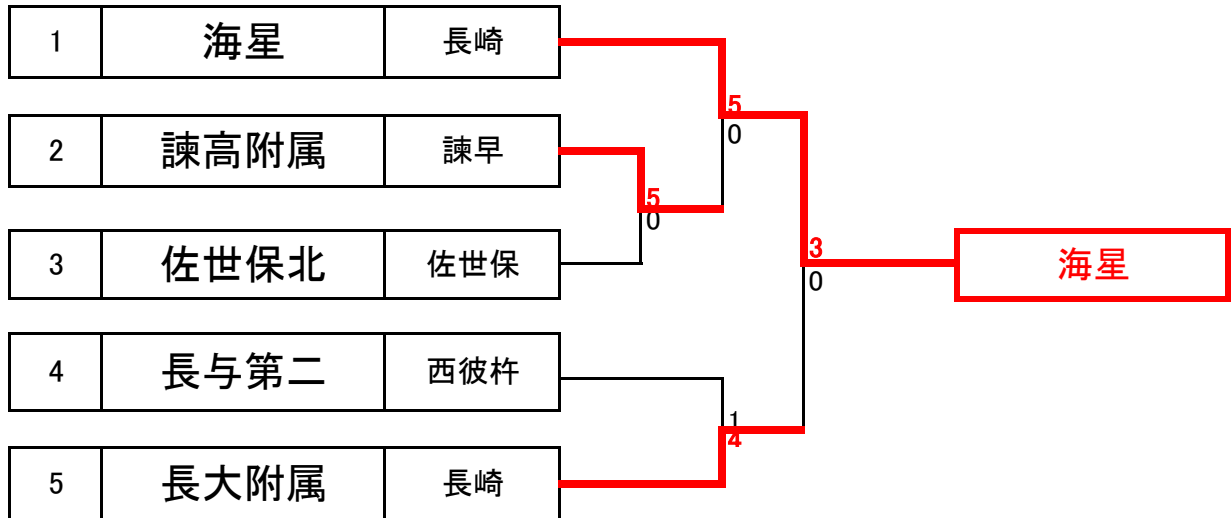 1 海星 長崎
5
0
2 諫高附属 諫早
5
0
3 佐世保北 佐世保
3
0
海星
4 長与第二 西彼杵
1
4
5 長大附属 長崎